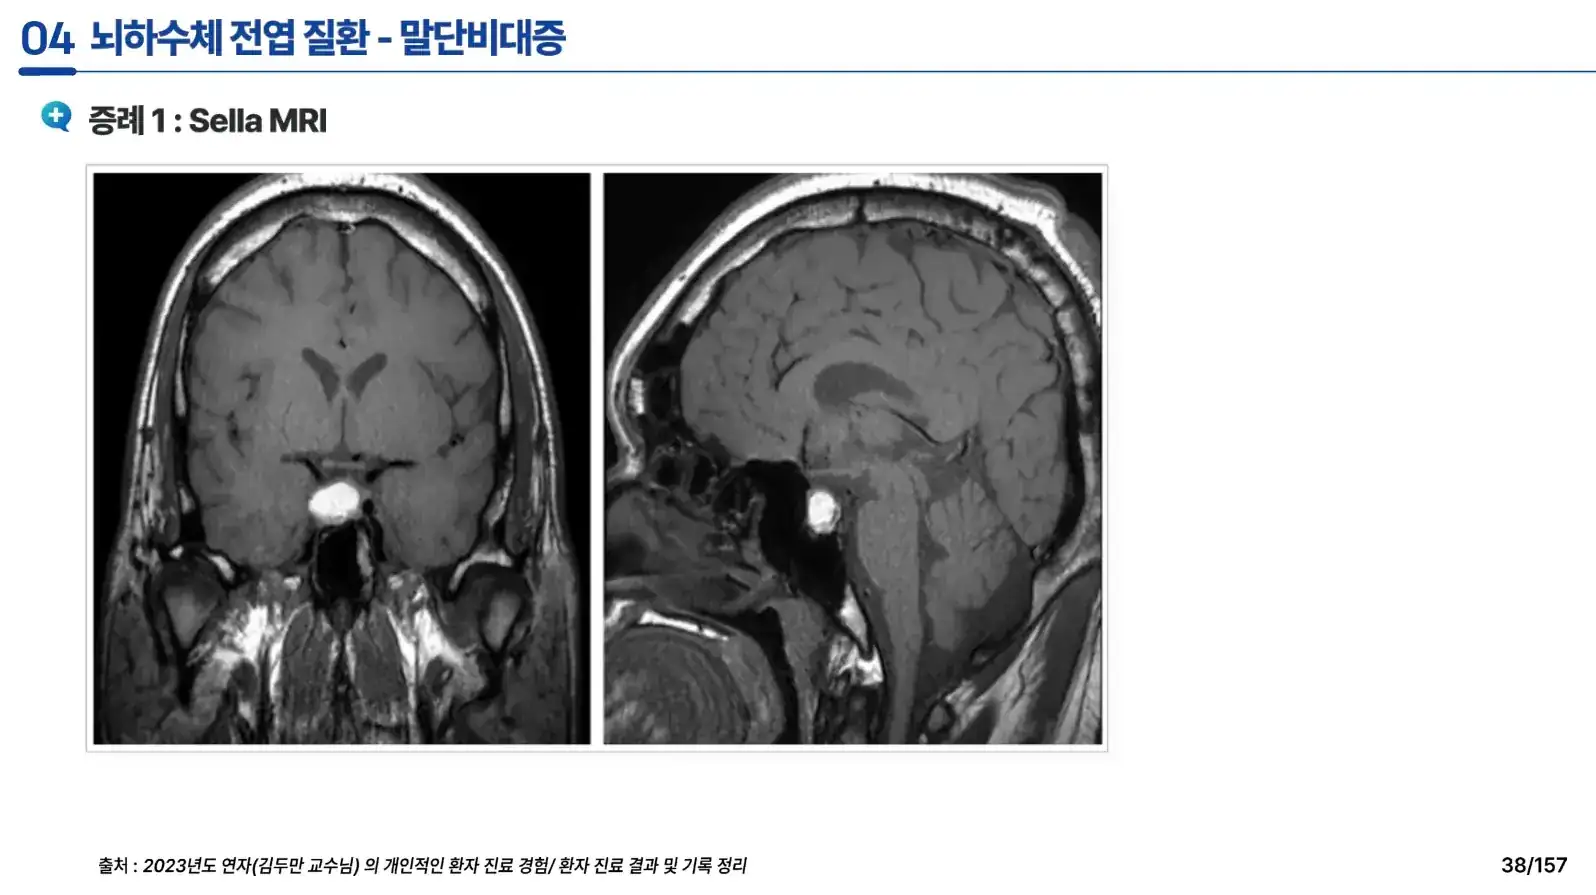 04 뇌하수체 전엽 질환 - 말단비대증
증례 1 : Sella MRI
출처 : 2023년도 연자(김두만 교수님) 의 개인적인 환자 진료 경험/ 환자 진료 결과 및 기록 정리
38/157